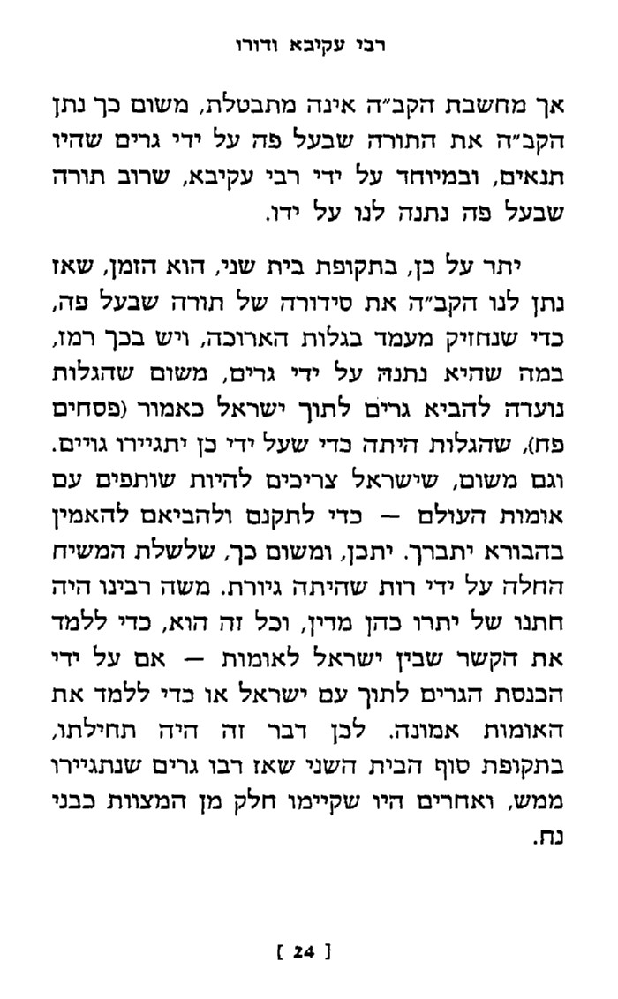 רבי עקיבא ודורו
אך מחשבת הקב״ה אינה מתבטלת, משום כך נתן
הקב״ה את התורה שבעל פה על ידי גרים שהיו
תנאים, ובמיוחד על ידי רבי עקיבא, שרוב תורה
שבעל פה נתנה לנו על ידו.
יתר על כן, בתקופת בית שני, הוא הזמן, שאז
נתן לנו הקב״ה את סידורה של תורה שבעל פה,
כדי שנחזיק מעמד בגלות הארוכה, ויש בכך רמז,
במה שהיא נתנה על ידי גרים, משום שהגלות
נועדה להביא גרים לתוך ישראל כאמור (פסחים
פח), שהגלות היתה כדי שעל ידי כן יתגיירו גויים.
וגם משום, שישראל צריכים להיות שותפים עם
אומות העולם — כדי לתקנם ולהביאם להאמין
בהבורא יתברך. יתכן, ומשום כך, שלשלת המשיח
החלה על ידי רות שהיתה גיורת. משה רבינו היה
חתנו של יתרו כהן מדין, וכל זה הוא, כדי ללמד
את הקשר שבין ישראל לאומות — אם על ידי
הכנסת הגרים לתוך עם ישראל או כדי ללמד את
האומות אמונה. לכן דבר זה היה תחילתו,
בתקופת סוף הבית השני שאז רבו גרים שנתגיירו
ממש, ואחרים היו שקיימו חלק מן המצוות כבני
נח.
[ 24 ]